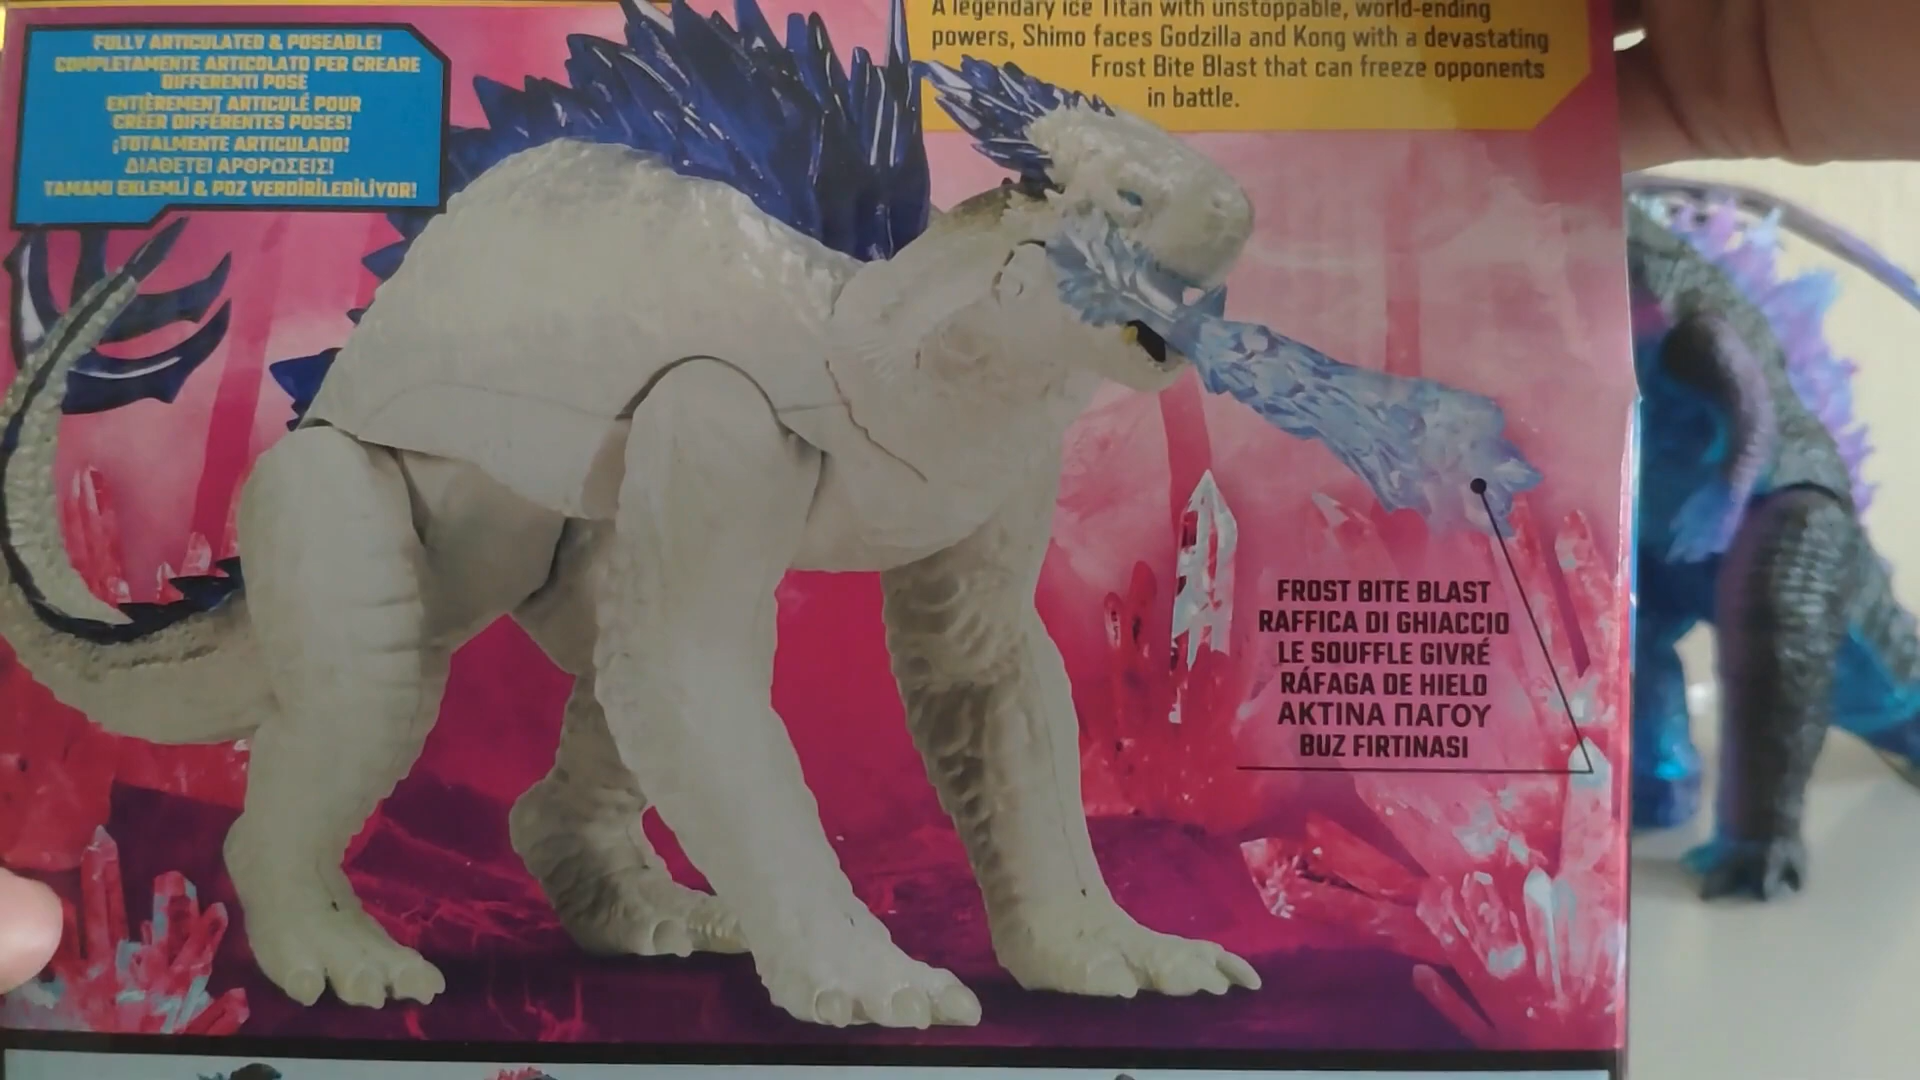 FULLY ARTICULATED & POSEABLE!
COMPLETAMENTE ARTICOLATO PER CREARE
DIFFERENTI POSE
ENTIÈREMENT ARTICULÉ POUR
CRÉER DIFFÉRENTES POSES!
¡TOTALMENTE ARTICULADO!
ΔΙΑΘΕΤΕΙ ΑΡΘΡΩΣΕΙΣ!
TAMAMI EKLEMLİ & POZ VERDİRİLEBİLİYOR!
A legendary Ice Titan with unstoppable, world-ending
powers, Shimo faces Godzilla and Kong with a devastating
Frost Bite Blast that can freeze opponents
in battle.
FROST BITE BLAST
RAFFICA DI GHIACCIO
LE SOUFFLE GIVRÉ
RÁFAGA DE HIELO
ΑΚΤΙΝΑ ΠΑΓΟΥ
BUZ FIRTINASI